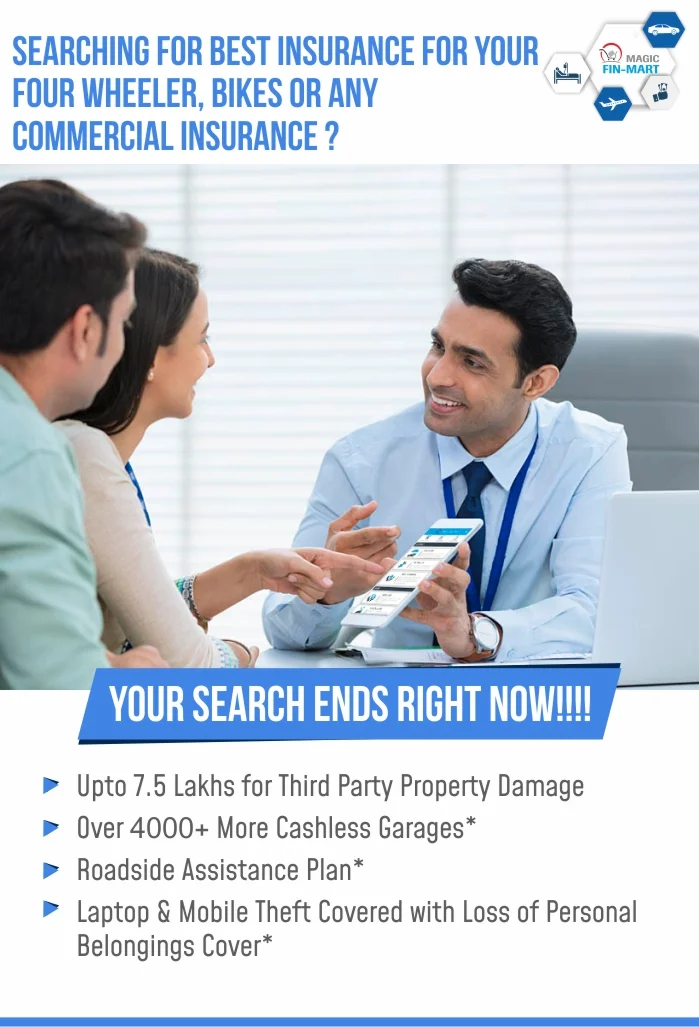 SEARCHING FOR BEST INSURANCE FOR YOUR
FOUR WHEELER, BIKES OR ANY
COMMERCIAL INSURANCE ?
MAGIC
FIN-MART
YOUR SEARCH ENDS RIGHT NOW!!!!
Upto 7.5 Lakhs for Third Party Property Damage
Over 4000+ More Cashless Garages*
Roadside Assistance Plan*
Laptop & Mobile Theft Covered with Loss of Personal
Belongings Cover*